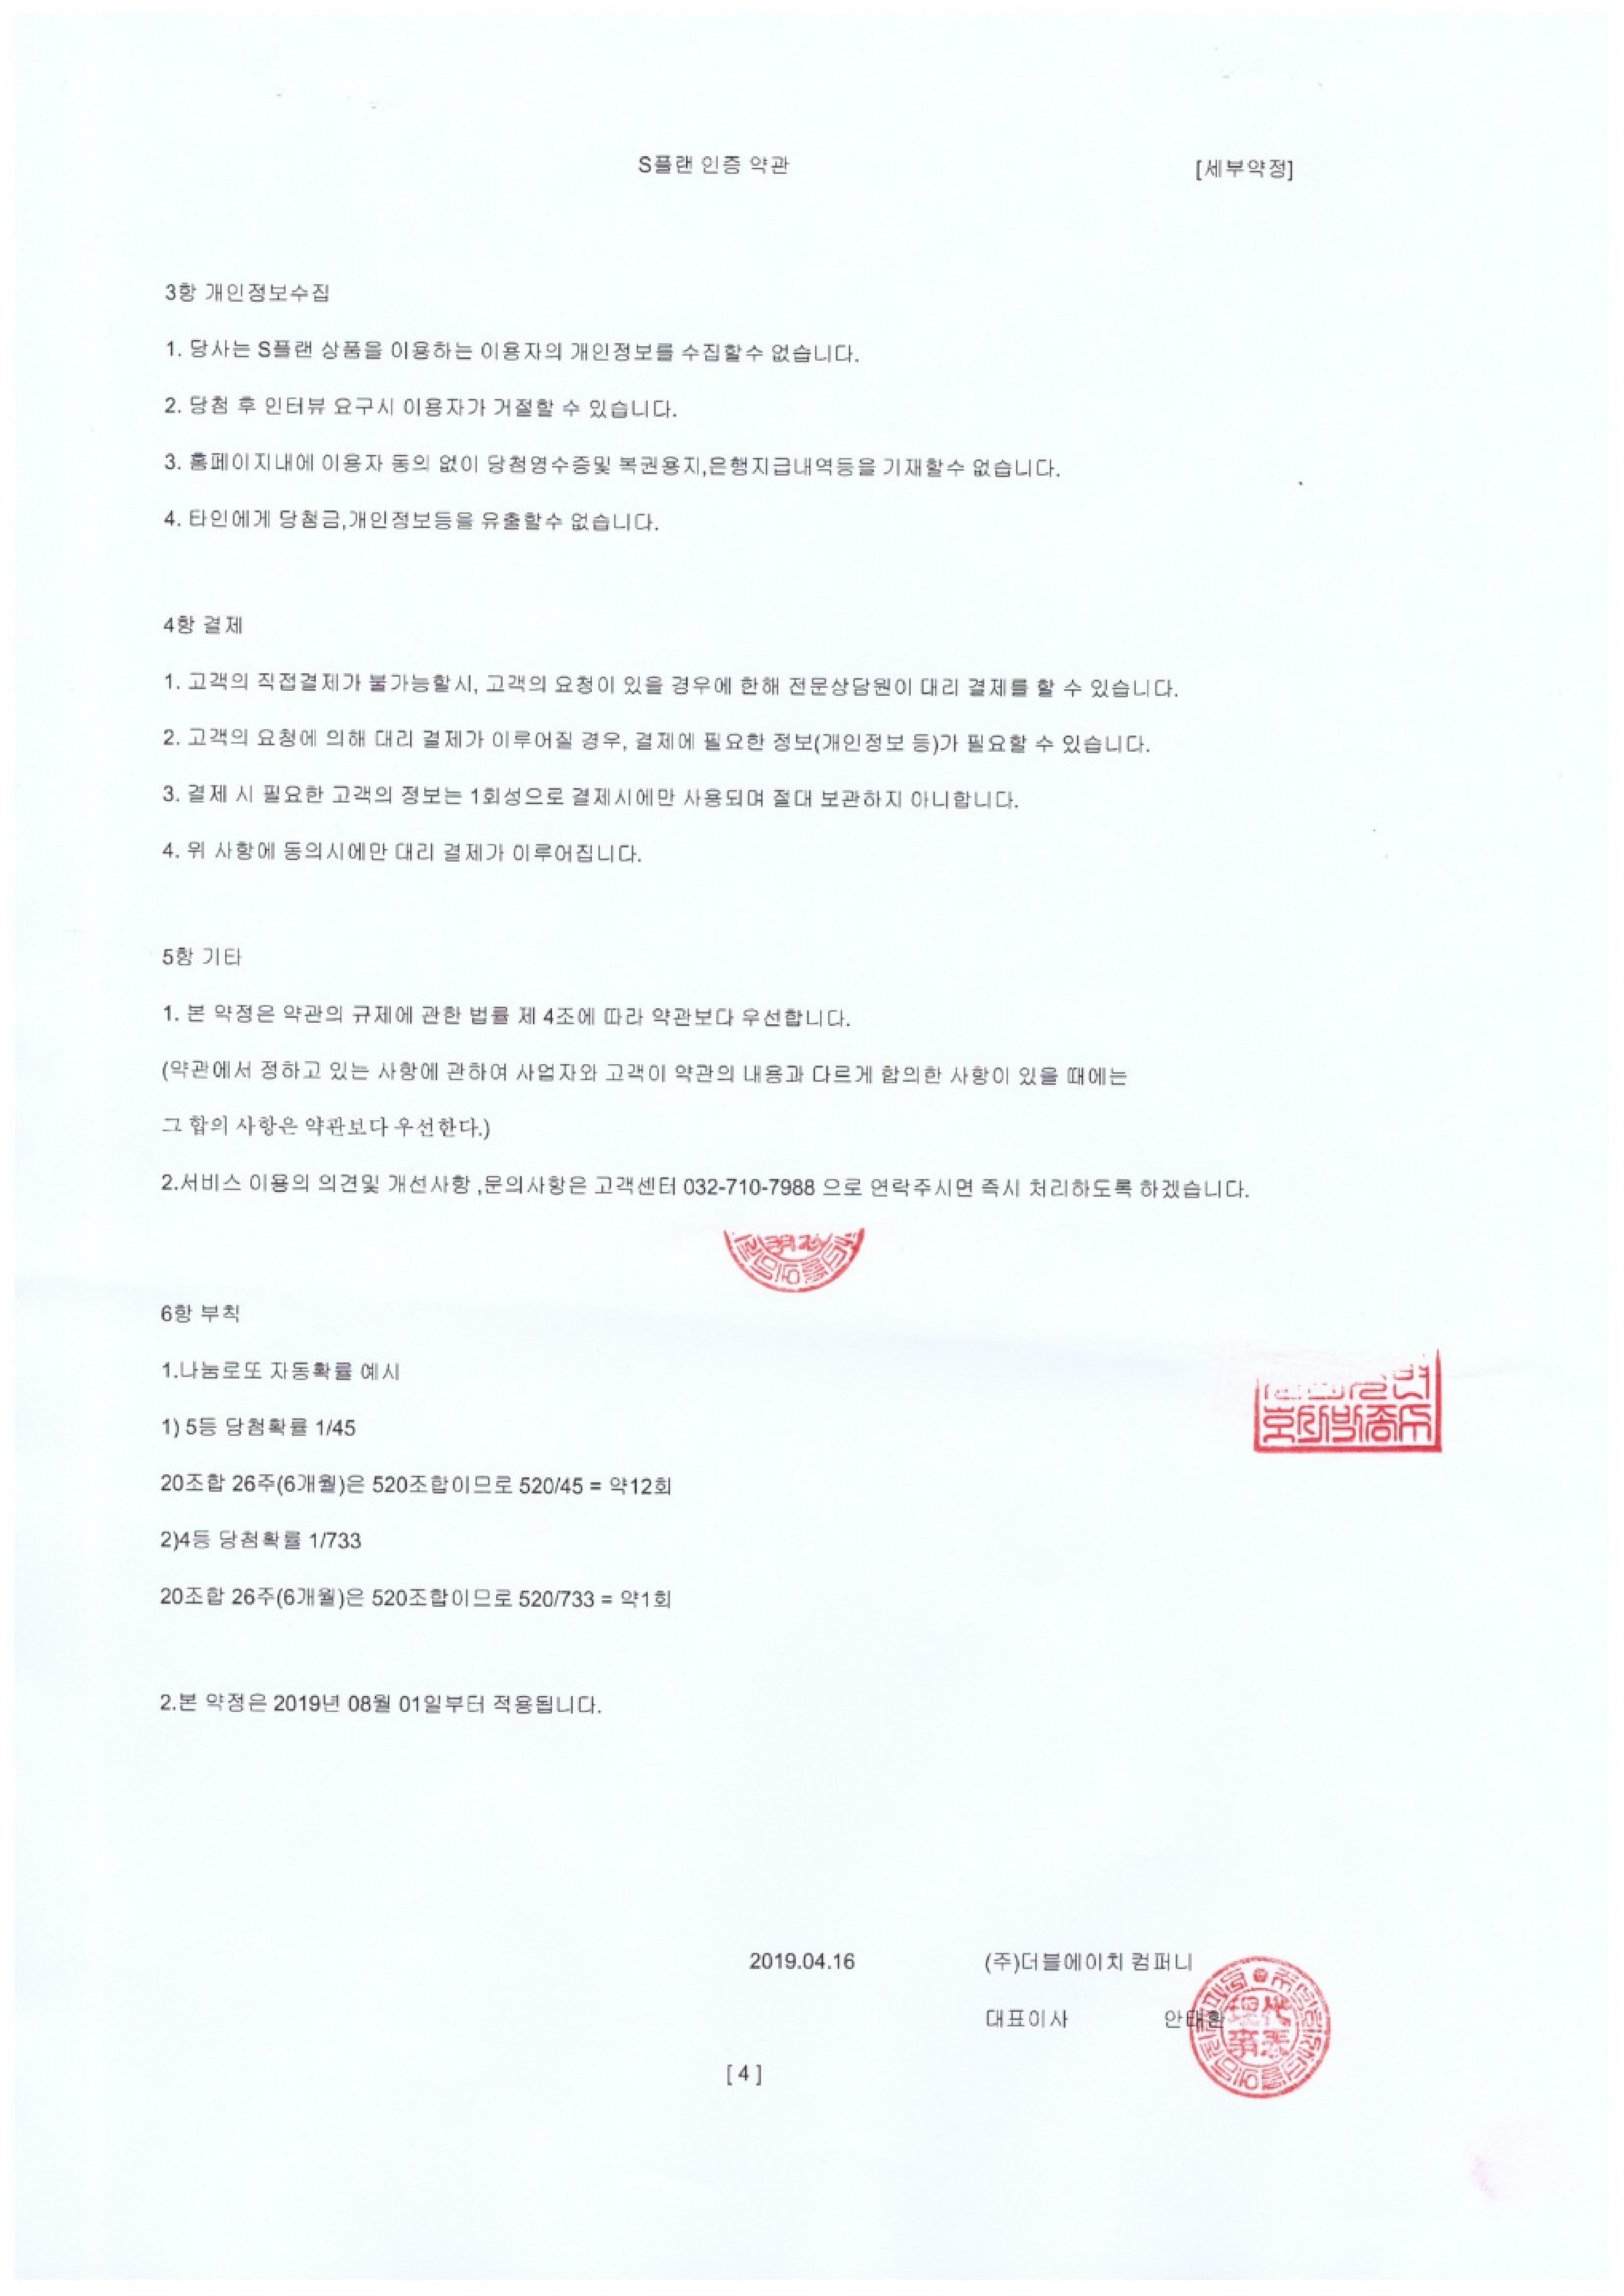 S플랜 인증 약관
[세부약정]
3항 개인정보수집
1. 당사는 S플랜 상품을 이용하는 이용자의 개인정보를 수집할수 없습니다.
2. 당첨 후 인터뷰 요구시 이용자가 거절할 수 있습니다.
3. 홈페이지내에 이용자 동의 없이 당첨영수증및 복권용지,은행지급내역등을 기재할수 없습니다.
4. 타인에게 당첨금,개인정보등을 유출할수 없습니다.
4항 결제
1. 고객의 직접결제가 불가능할시, 고객의 요청이 있을 경우에 한해 전문상담원이 대리 결제를 할 수 있습니다.
2. 고객의 요청에 의해 대리 결제가 이루어질 경우, 결제에 필요한 정보(개인정보 등)가 필요할 수 있습니다.
3. 결제 시 필요한 고객의 정보는 1회성으로 결제시에만 사용되며 절대 보관하지 아니합니다.
4. 위 사항에 동의시에만 대리 결제가 이루어집니다.
5항 기타
1. 본 약정은 약관의 규제에 관한 법률 제 4조에 따라 약관보다 우선합니다.
(약관에서 정하고 있는 사항에 관하여 사업자와 고객이 약관의 내용과 다르게 합의한 사항이 있을 때에는
그 합의 사항은 약관보다 우선한다.)
2.서비스 이용의 의견및 개선사항 ,문의사항은 고객센터 032-710-7988 으로 연락주시면 즉시 처리하도록 하겠습니다.
6항 부칙
1.나눔로또 자동확률 예시
1) 5등 당첨확률 1/45
20조합 26주(6개월)은 520조합이므로 520/45 = 약12회
2)4등 당첨확률 1/733
20조합 26주(6개월)은 520조합이므로 520/733 = 약1회
2.본 약정은 2019년 08월 01일부터 적용됩니다.
2019.04.16
(주)더블에이치 컴퍼니
대표이사 안태환
[ 4 ]